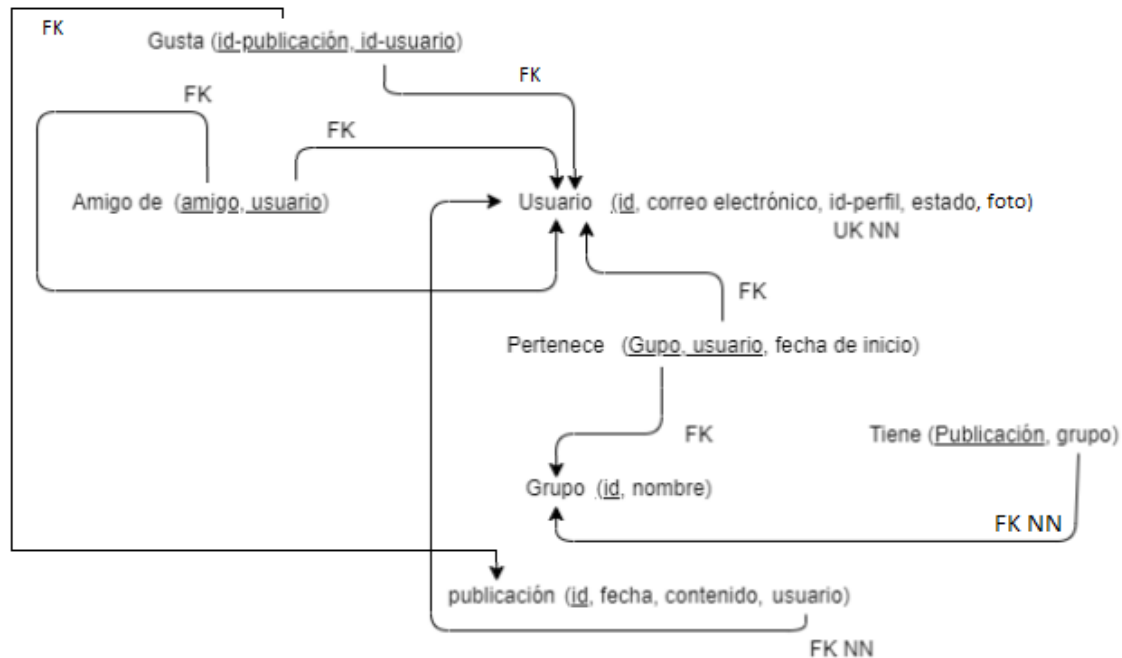 FK
Gusta (id-publicación, id-usuario)
FK
FK
FK
Amigo de (amigo, usuario)
Usuario (id, correo electrónico, id-perfil, estado, foto)
UK NN
FK
Pertenece (Gupo, usuario, fecha de inicio)
FK
Tiene (Publicación, grupo)
Grupo (id, nombre)
FK NN
publicación (id, fecha, contenido, usuario)
FK NN